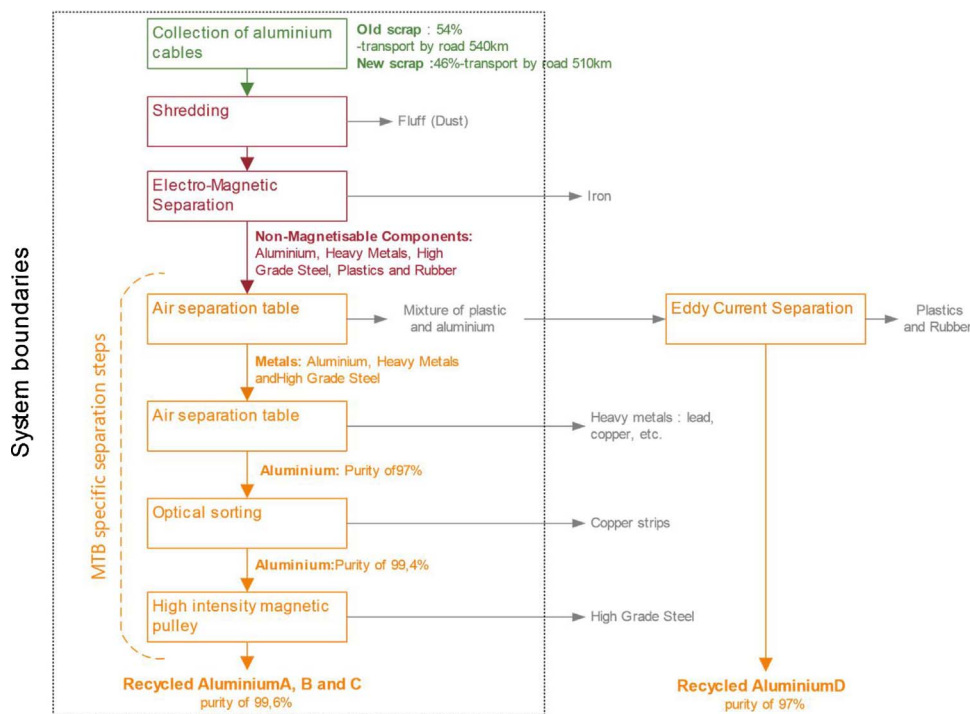 Collection of aluminium
cables
Old scrap : 54%
-transport by road 540km
New scrap :46%-transport by road 510km
Shredding
Fluff (Dust)
Electro-Magnetic
Separation
Iron
Non-Magnetisable Components:
Aluminium, Heavy Metals, High
Grade Steel, Plastics and Rubber
System boundaries
MTB specific separation steps
Air separation table
Mixture of plastic
and aluminium
Eddy Current Separation
Plastics
and Rubber
Metals: Aluminium, Heavy Metals
andHigh Grade Steel
Air separation table
Heavy metals : lead,
copper, etc.
Aluminium: Purity of97%
Optical sorting
Copper strips
Aluminium:Purity of 99,4%
High intensity magnetic
pulley
High Grade Steel
Recycled AluminiumA, B and C
purity of 99,6%
Recycled AluminiumD
purity of 97%